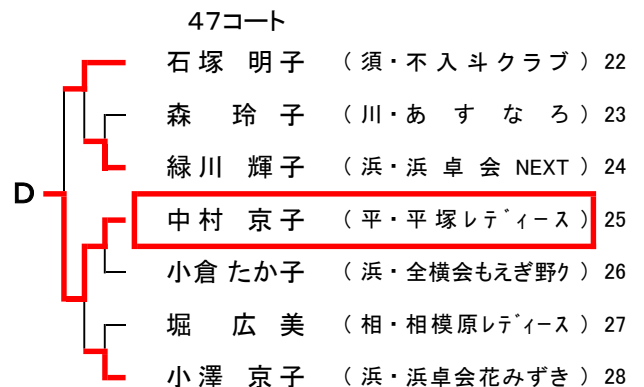 47コート
石塚 明子 (須・不入斗クラブ) 22
森 玲子 (川・あすなろ) 23
緑川 輝子 (浜・浜卓会 NEXT) 24
D
中村 京子 (平・平塚レディース) 25
小倉 たか子 (浜・全横会もえぎ野ク) 26
堀 広美 (相・相模原レディース) 27
小澤 京子 (浜・浜卓会花みずき) 28